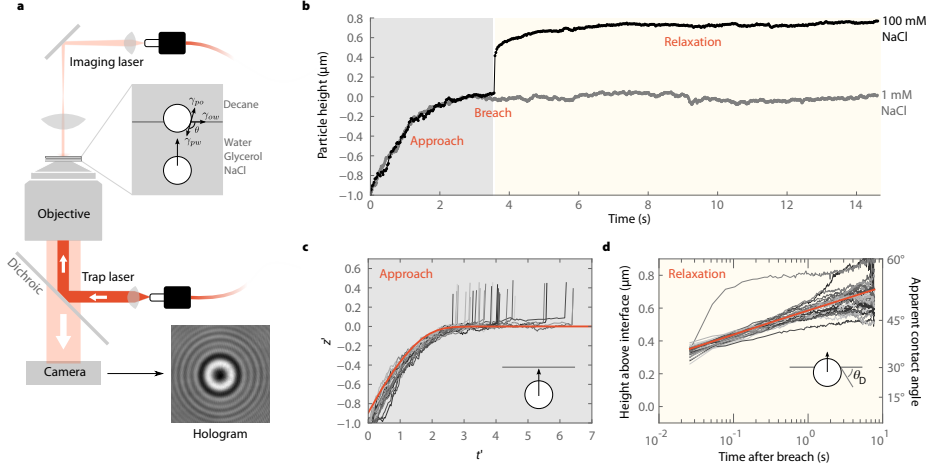 a
Imaging laser
γpo
Decane
γow
θ
γpw
Water
Glycerol
NaCl
Objective
Trap laser
Dichroic
Camera
Hologram
b
Particle height (μm)
0.8
0.6
0.4
0.2
0.0
−0.2
−0.4
−0.6
−0.8
−1.0
0
2
4
6
8
10
12
14
Time (s)
Approach
Breach
Relaxation
100 mM
NaCl
1 mM
NaCl
c
Approach
z'
0.6
0.4
0.2
0.0
−0.2
−0.4
−0.6
−0.8
−1.0
0
1
2
3
4
5
6
7
t'
d
Relaxation
Height above interface (μm)
0.8
0.6
0.4
0.2
0.0
10⁻²
10⁻¹
10⁰
10¹
Time after breach (s)
60°
45°
30°
15°
Apparent contact angle
θD